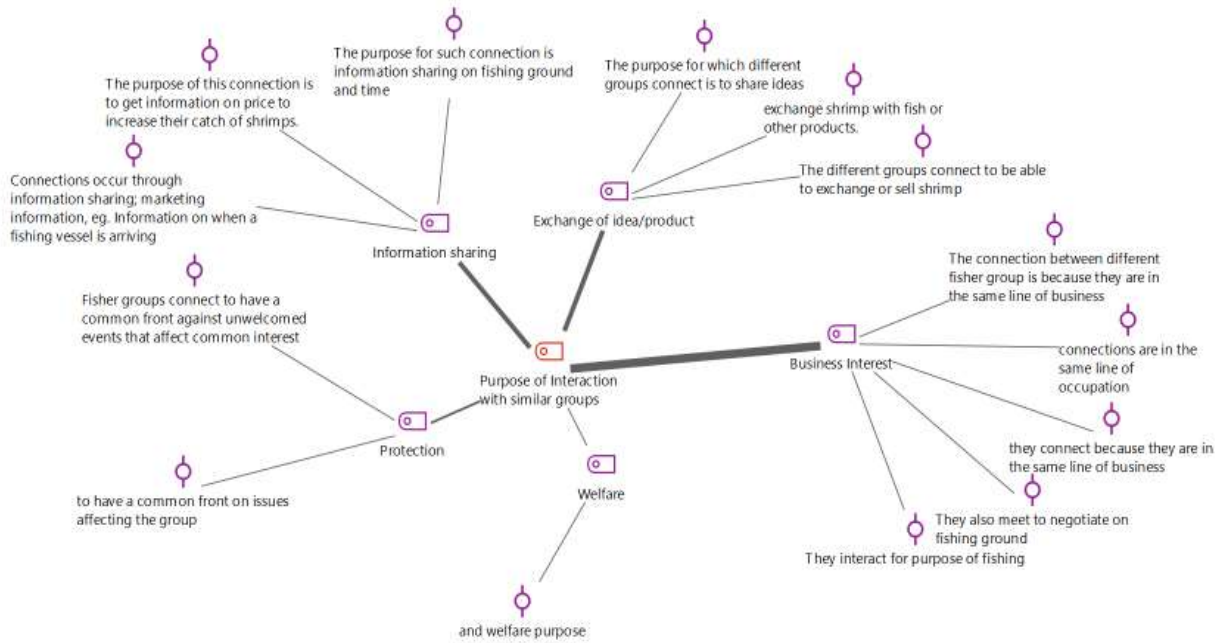 The purpose for such connection is
information sharing on fishing ground
and time
The purpose for which different
groups connect is to share ideas
The purpose of this connection is
to get information on price to
increase their catch of shrimps.
exchange shrimp with fish or
other products.
The different groups connect to be able
to exchange or sell shrimp
Connections occur through
information sharing; marketing
information, eg. Information on when a
fishing vessel is arriving
Information sharing
Exchange of idea/product
The connection between different
fisher group is because they are in
the same line of business
Fisher groups connect to have a
common front against unwelcomed
events that affect common interest
connections are in the
same line of
occupation
Business Interest
Purpose of Interaction
with similar groups
Protection
they connect because they are in
the same line of business
Welfare
to have a common front on issues
affecting the group
They also meet to negotiate on
fishing ground
They interact for purpose of fishing
and welfare purpose